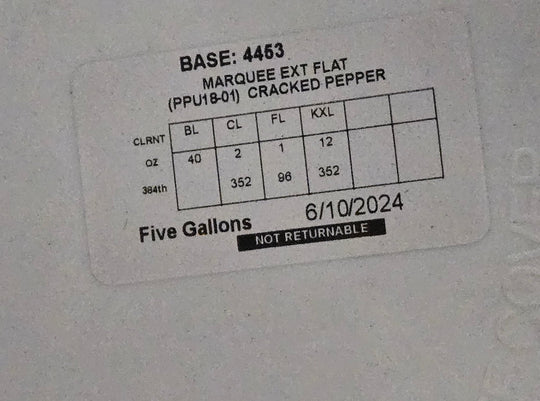 BASE: 4453
MARQUEE EXT FLAT
(PPU18-01) CRACKED PEPPER
CLRNT BL CL FL KXL
OZ 40 2 1 12
384th 352 96 352
Five Gallons 6/10/2024
NOT RETURNABLE